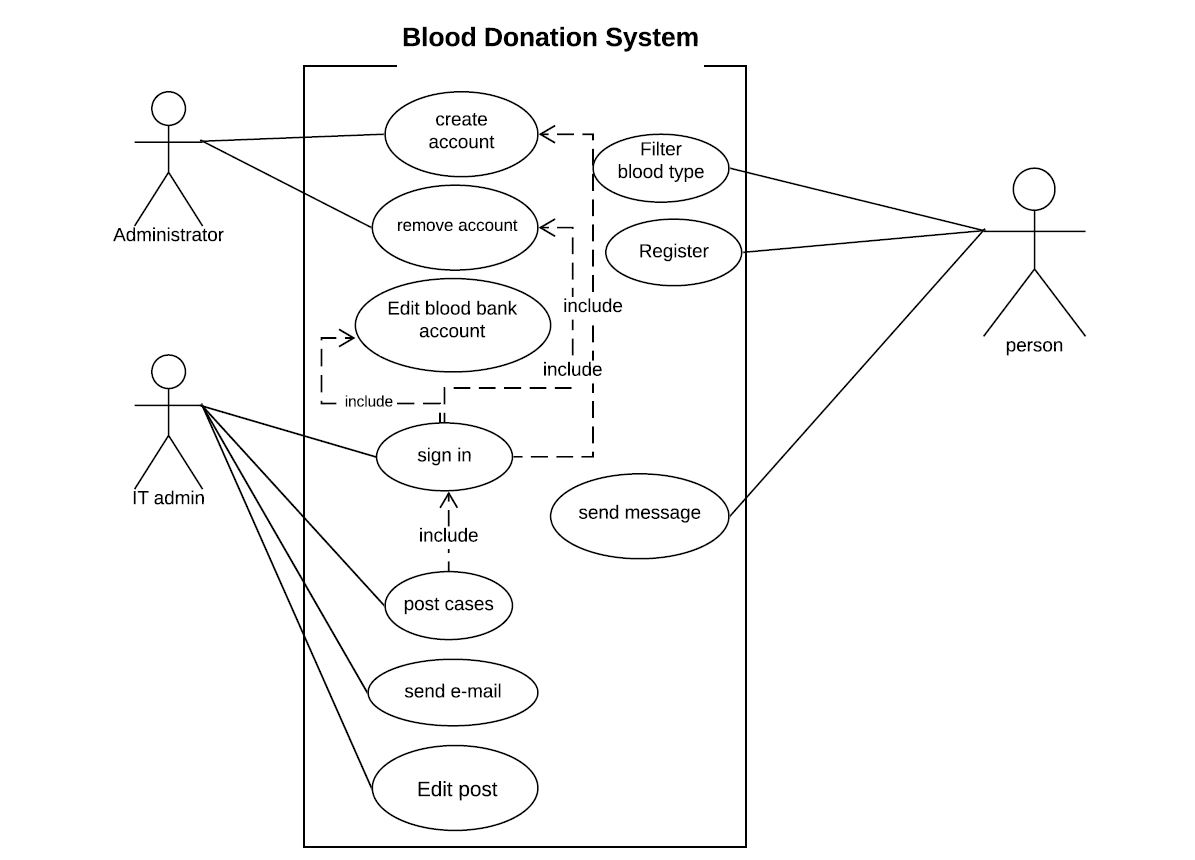 Blood Donation System
create
account
Filter
blood type
remove account
Administrator
Register
Edit blood bank
account
include
person
include
include
sign in
IT admin
send message
include
post cases
send e-mail
Edit post